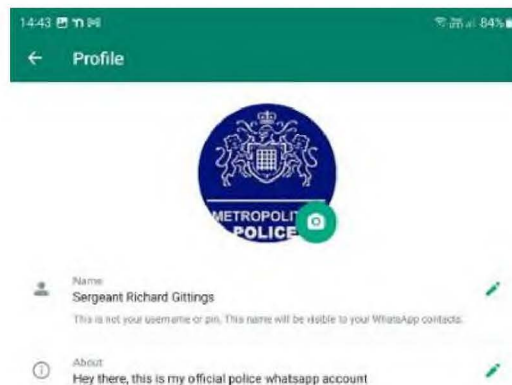 14:43
84%
Profile
METROPOLI
POLICE
Name
Sergeant Richard Gittings
This is not your username or pin. This name will be visible to your WhatsApp contacts.
About
Hey there, this is my official police whatsapp account